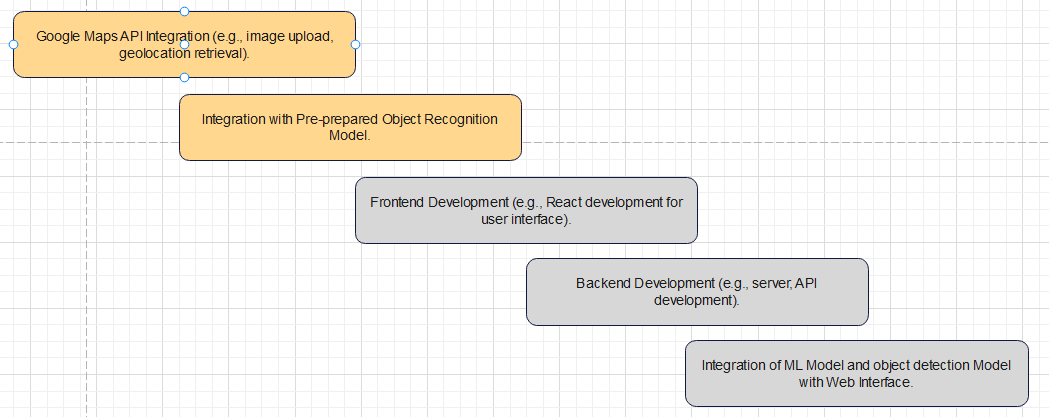 Google Maps API Integration (e.g., image upload,
geolocation retrieval).
Integration with Pre-prepared Object Recognition
Model.
Frontend Development (e.g., React development for
user interface).
Backend Development (e.g., server, API
development).
Integration of ML Model and object detection Model
with Web Interface.